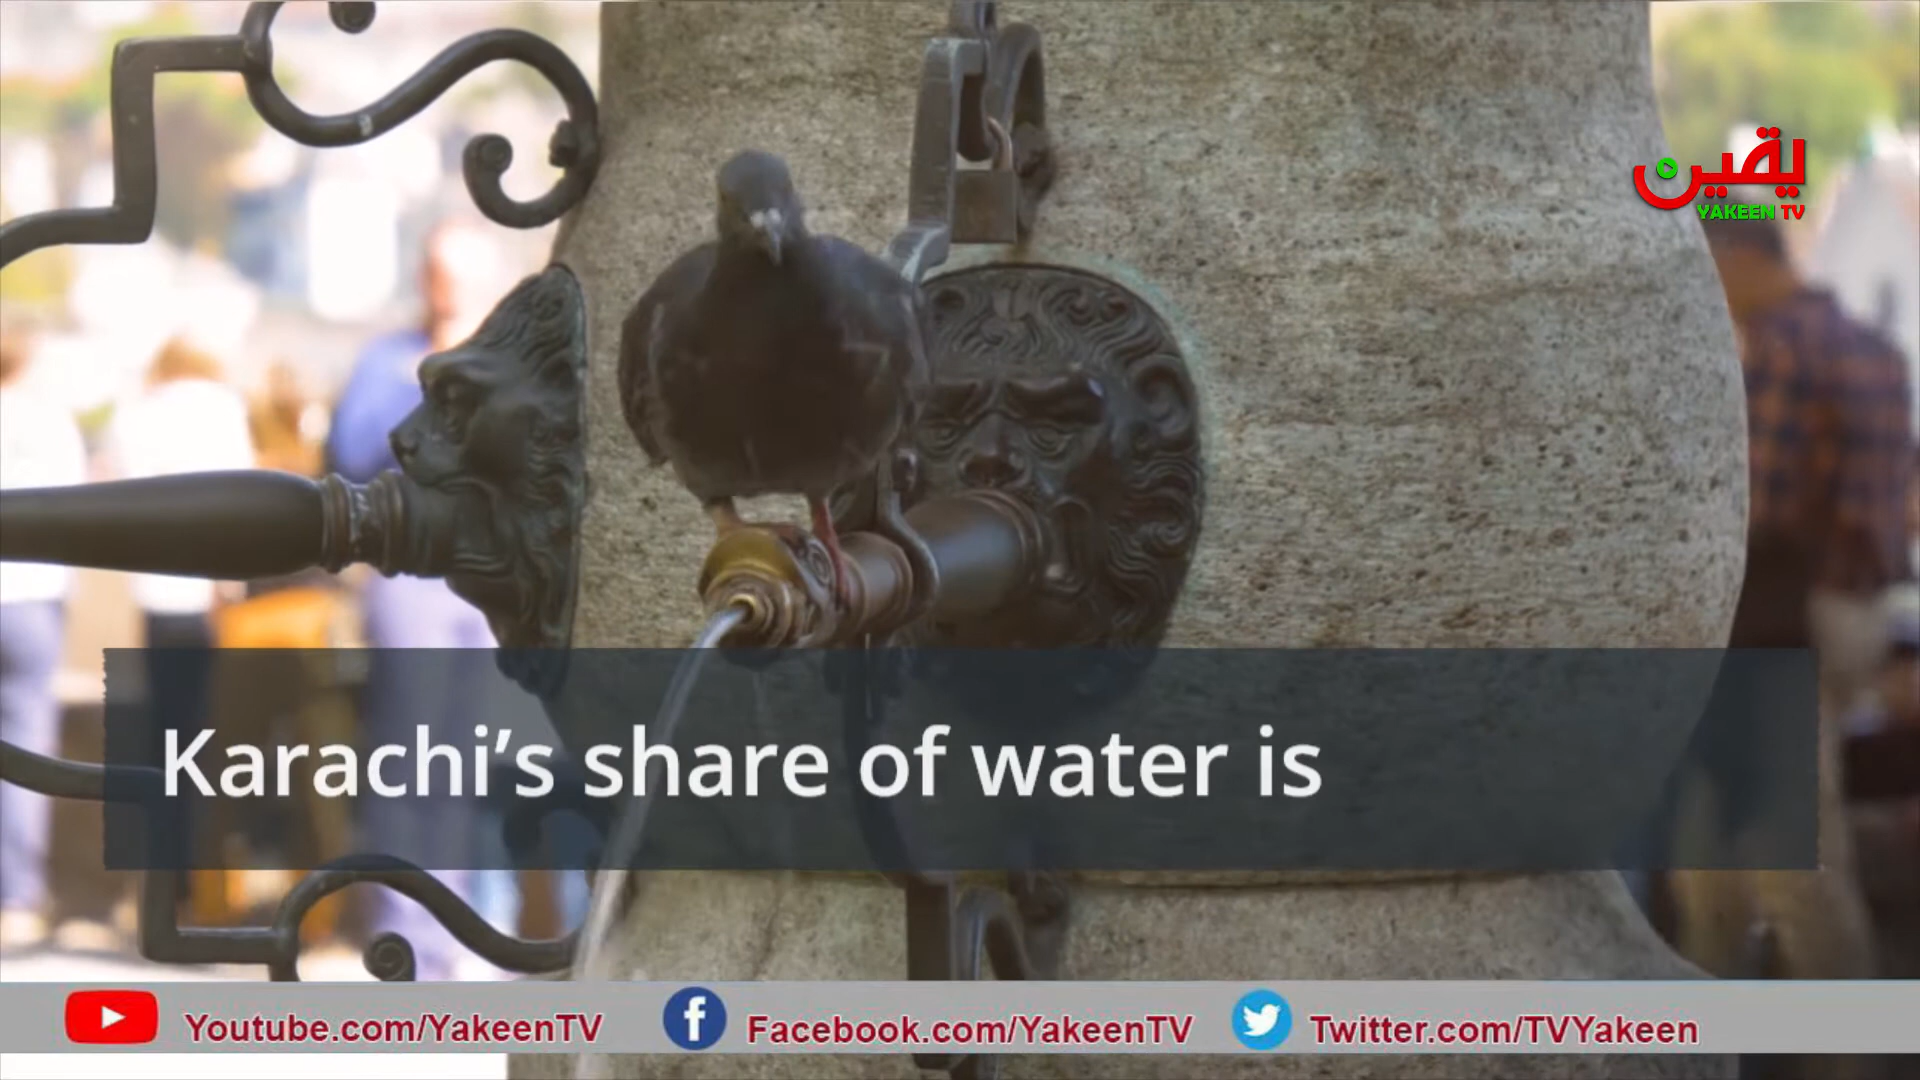 يقين
YAKEEN TV
Karachi’s share of water is
Youtube.com/YakeenTV
Facebook.com/YakeenTV
Twitter.com/TVYakeen